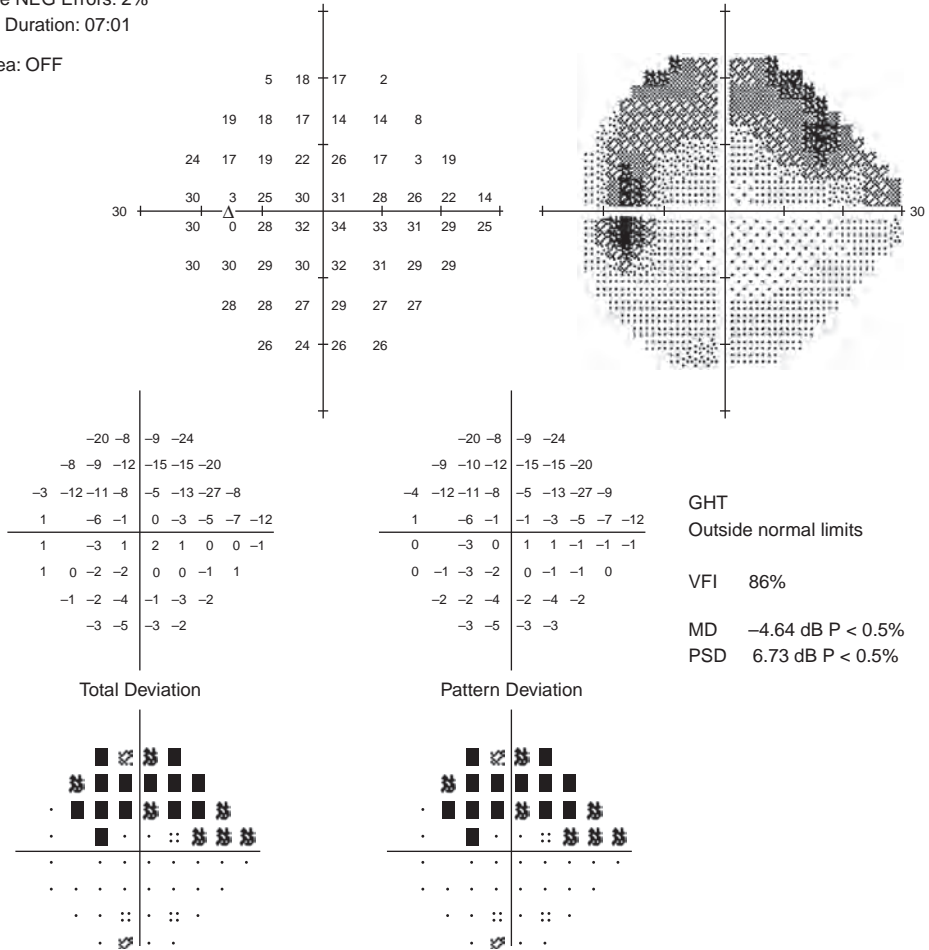 NEG Errors: 2%
Duration: 07:01
OFF
5 18 17 2
19 18 17 14 14 8
24 17 19 22 26 17 3 19
30 3 25 30 31 28 26 22 14
30 Δ 30
30 0 28 32 34 33 31 29 25
30 30 29 30 32 31 29 29
28 28 27 29 27 27
26 24 26 26
–20 –8 –9 –24
–8 –9 –12 –15 –15 –20
–3 –12 –11 –8 –5 –13 –27 –8
1 –6 –1 0 –3 –5 –7 –12
1 –3 1 2 1 0 0 –1
1 0 –2 –2 0 0 –1 1
–1 –2 –4 –1 –3 –2
–3 –5 –3 –2
Total Deviation
–20 –8 –9 –24
–9 –10 –12 –15 –15 –20
–4 –12 –11 –8 –5 –13 –27 –9
1 –6 –1 –1 –3 –5 –7 –12
0 –3 0 1 1 –1 –1 –1
0 –1 –3 –2 0 –1 –1 0
–2 –2 –4 –2 –4 –2
–3 –5 –3 –3
Pattern Deviation
GHT
Outside normal limits
VFI 86%
MD –4.64 dB P < 0.5%
PSD 6.73 dB P < 0.5%